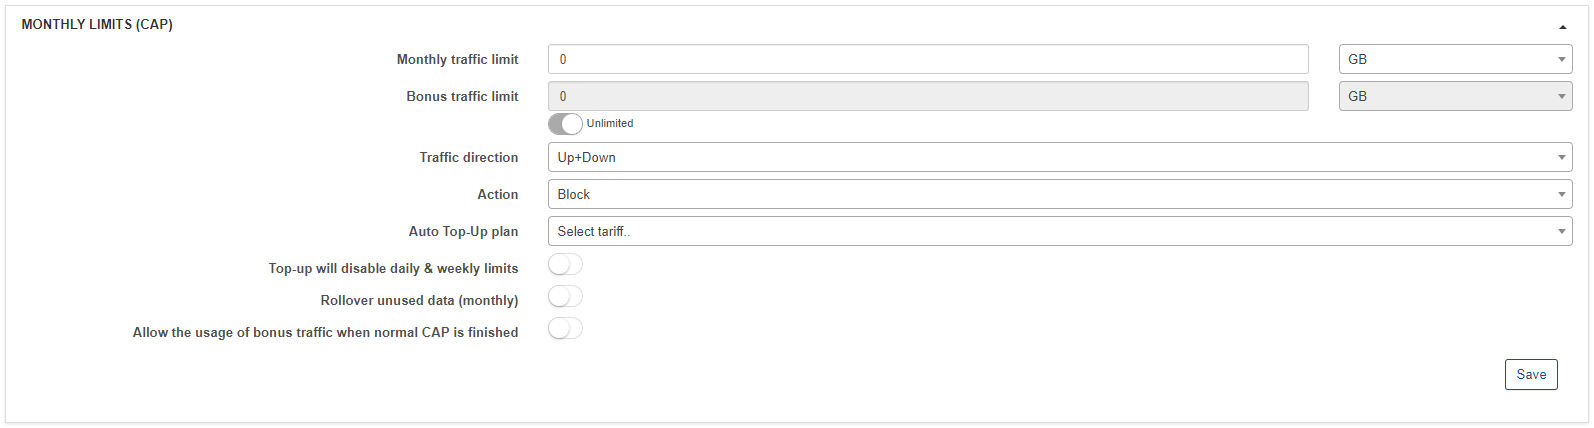 MONTHLY LIMITS (CAP)
Monthly traffic limit 0 GB
Bonus traffic limit 0 GB
Unlimited
Traffic direction Up+Down
Action Block
Auto Top-Up plan Select tariff..
Top-up will disable daily & weekly limits
Rollover unused data (monthly)
Allow the usage of bonus traffic when normal CAP is finished
Save